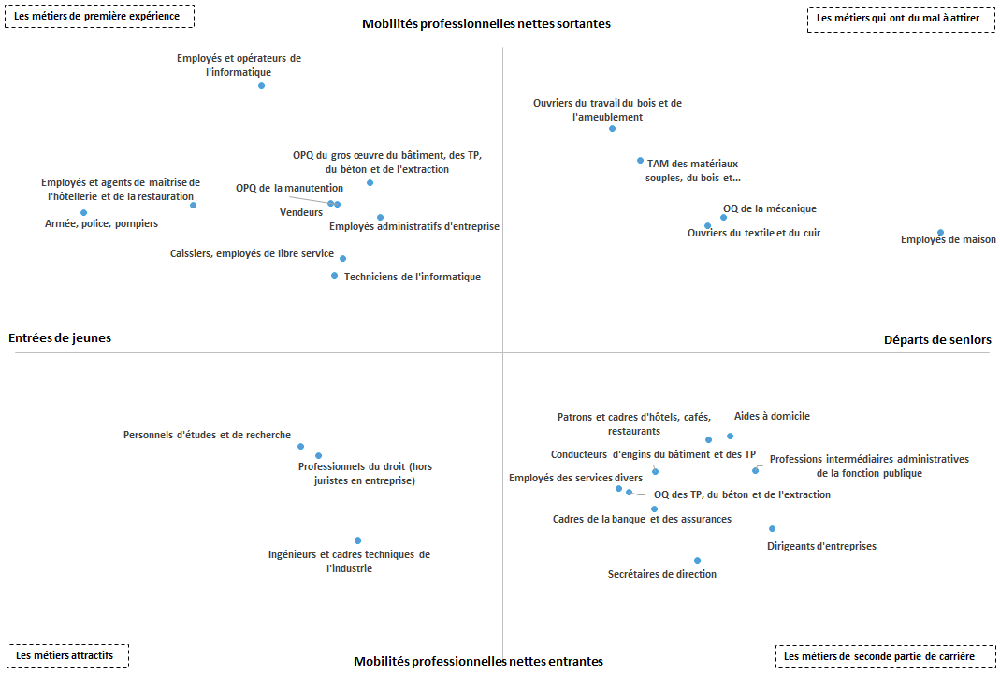 Les métiers de première expérience
Mobilités professionnelles nettes sortantes
Les métiers qui ont du mal à attirer
Employés et opérateurs de
l'informatique
Ouvriers du travail du bois et de
l'ameublement
OPQ du gros œuvre du bâtiment, des TP,
du béton et de l'extraction
TAM des matériaux
souples, du bois et...
Employés et agents de maîtrise de
l'hôtellerie et de la restauration
OPQ de la manutention
Vendeurs
OQ de la mécanique
Armée, police, pompiers
Employés administratifs d'entreprise
Ouvriers du textile et du cuir
Employés de maison
Caissiers, employés de libre service
Techniciens de l'informatique
Entrées de jeunes
Départs de seniors
Patrons et cadres d'hôtels, cafés,
restaurants
Aides à domicile
Personnels d'études et de recherche
Conducteurs d'engins du bâtiment et des TP
Professionnels du droit (hors
juristes en entreprise)
Professions intermédiaires administratives
de la fonction publique
Employés des services divers
OQ des TP, du béton et de l'extraction
Cadres de la banque et des assurances
Dirigeants d'entreprises
Ingénieurs et cadres techniques de
l'industrie
Secrétaires de direction
Les métiers attractifs
Mobilités professionnelles nettes entrantes
Les métiers de seconde partie de carrière